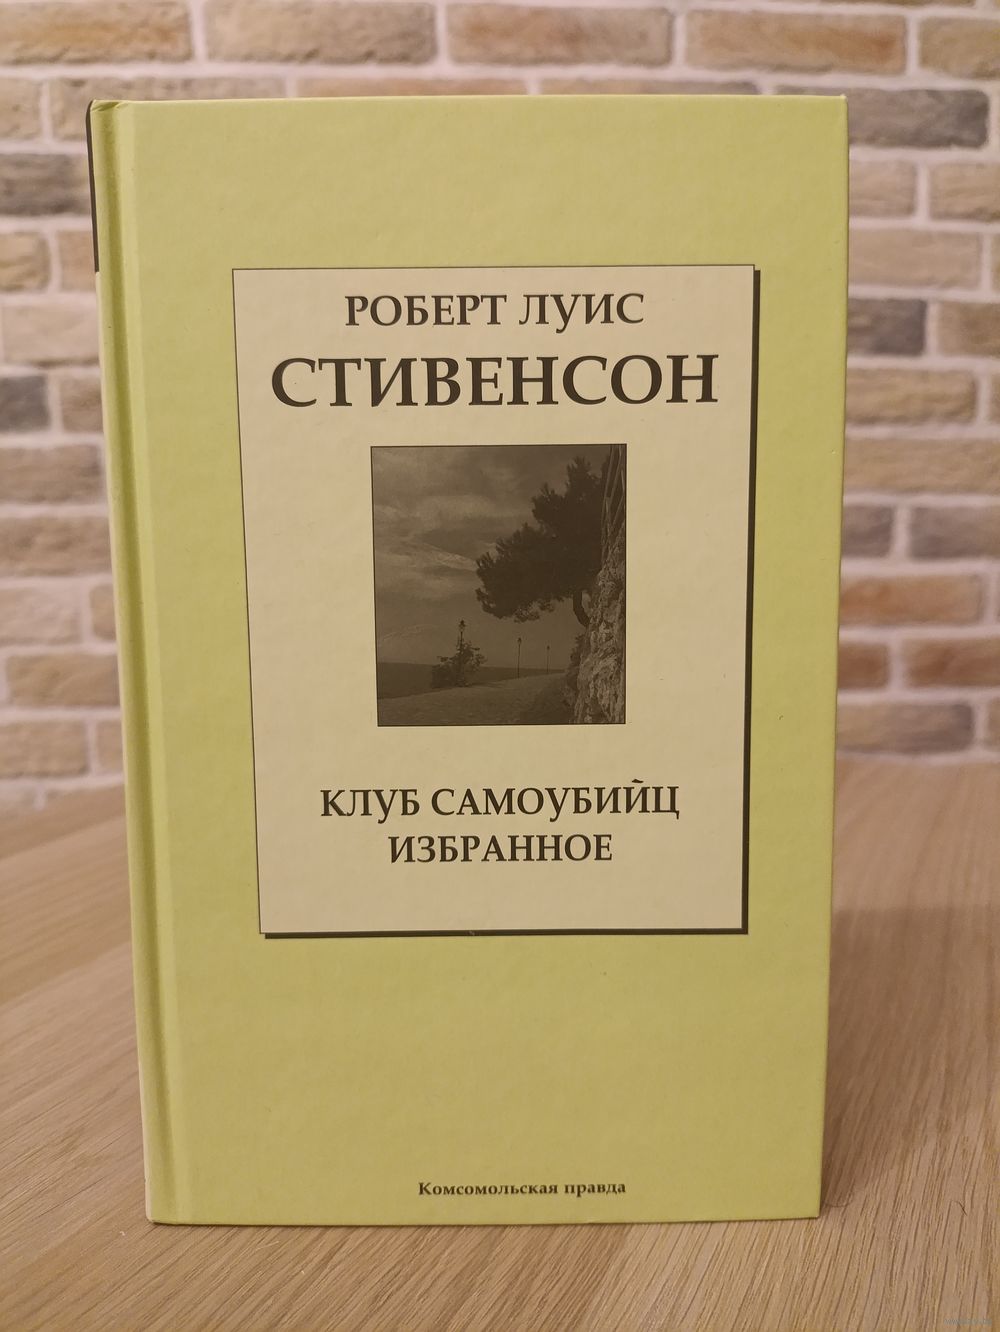 РОБЕРТ ЛУИС
СТИВЕНСОН
КЛУБ САМОУБИЙЦ
ИЗБРАННОЕ
Комсомольская правда